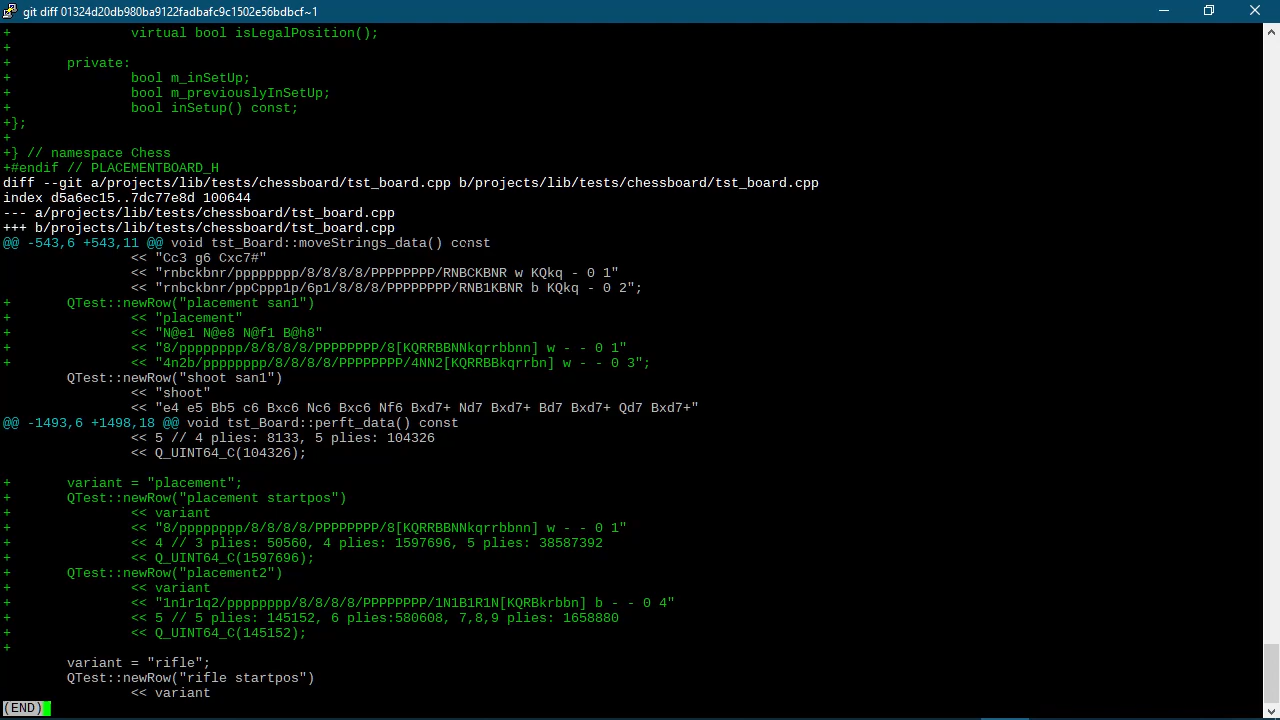 git diff 01324d20db980ba9122fadbafc9c1502e56bdbcf~1
+		virtual bool isLegalPosition();
+
+	private:
+		bool m_inSetUp;
+		bool m_previouslyInSetUp;
+		bool inSetup() const;
+};
+
+} // namespace Chess
+#endif // PLACEMENTBOARD_H
diff --git a/projects/lib/tests/chessboard/tst_board.cpp b/projects/lib/tests/chessboard/tst_board.cpp
index d5a6ec15..7dc77e8d 100644
--- a/projects/lib/tests/chessboard/tst_board.cpp
+++ b/projects/lib/tests/chessboard/tst_board.cpp
@@ -543,6 +543,11 @@ void tst_Board::moveStrings_data() const
		<< "Cc3 g6 Cxc7#"
		<< "rnbckbnr/pppppppp/8/8/8/8/PPPPPPPP/RNBCKBNR w KQkq - 0 1"
		<< "rnbckbnr/ppCppp1p/6p1/8/8/8/PPPPPPPP/RNB1KBNR b KQkq - 0 2";
+	QTest::newRow("placement san1")
+		<< "placement"
+		<< "N@e1 N@e8 N@f1 B@h8"
+		<< "8/pppppppp/8/8/8/8/PPPPPPPP/8[KQRRBBNNkqrrbbnn] w - - 0 1"
+		<< "4n2b/pppppppp/8/8/8/8/PPPPPPPP/4NN2[KQRRBBkqrrbn] w - - 0 3";
	QTest::newRow("shoot san1")
		<< "shoot"
		<< "e4 e5 Bb5 c6 Bxc6 Nc6 Bxc6 Nf6 Bxd7+ Nd7 Bxd7+ Bd7 Bxd7+ Qd7 Bxd7+"
@@ -1493,6 +1498,18 @@ void tst_Board::perft_data() const
		<< 5 // 4 plies: 8133, 5 plies: 104326
		<< Q_UINT64_C(104326);
+	variant = "placement";
+	QTest::newRow("placement startpos")
+		<< variant
+		<< "8/pppppppp/8/8/8/8/PPPPPPPP/8[KQRRBBNNkqrrbbnn] w - - 0 1"
+		<< 4 // 3 plies: 50560, 4 plies: 1597696, 5 plies: 38587392
+		<< Q_UINT64_C(1597696);
+	QTest::newRow("placement2")
+		<< variant
+		<< "1n1r1q2/pppppppp/8/8/8/8/PPPPPPPP/1N1B1R1N[KQRBkrbbn] b - - 0 4"
+		<< 5 // 5 plies: 145152, 6 plies:580608, 7,8,9 plies: 1658880
+		<< Q_UINT64_C(145152);
+
	variant = "rifle";
	QTest::newRow("rifle startpos")
		<< variant
(END)